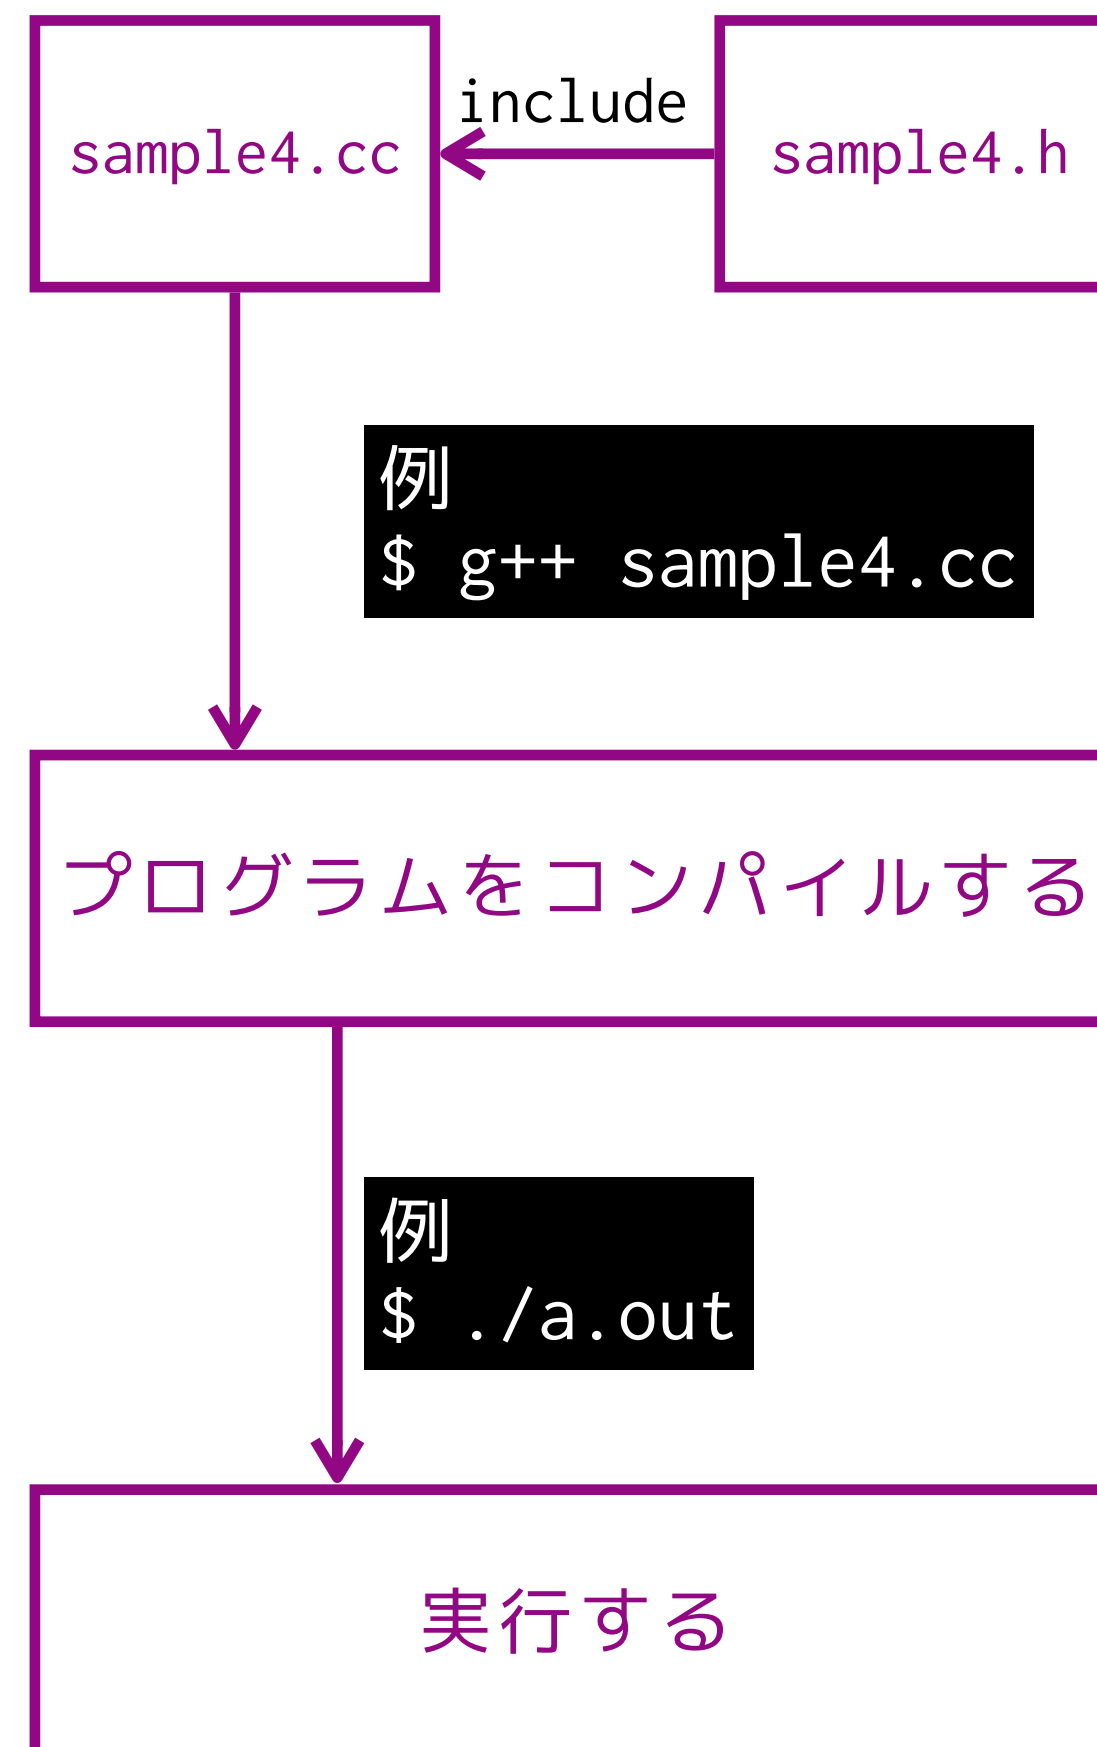 include
sample4.cc
sample4.h
例
$ g++ sample4.cc
プログラムをコンパイルする
例
$ ./a.out
実行する